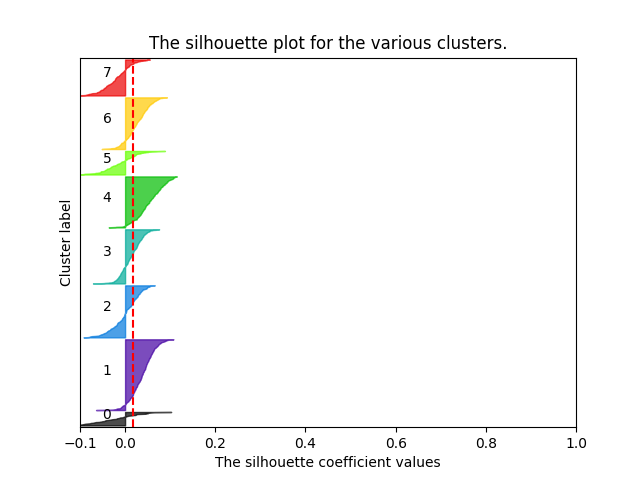 The silhouette plot for the various clusters.
7
6
5
4
3
2
1
0
Cluster label
−0.1 0.0 0.2 0.4 0.6 0.8 1.0
The silhouette coefficient values